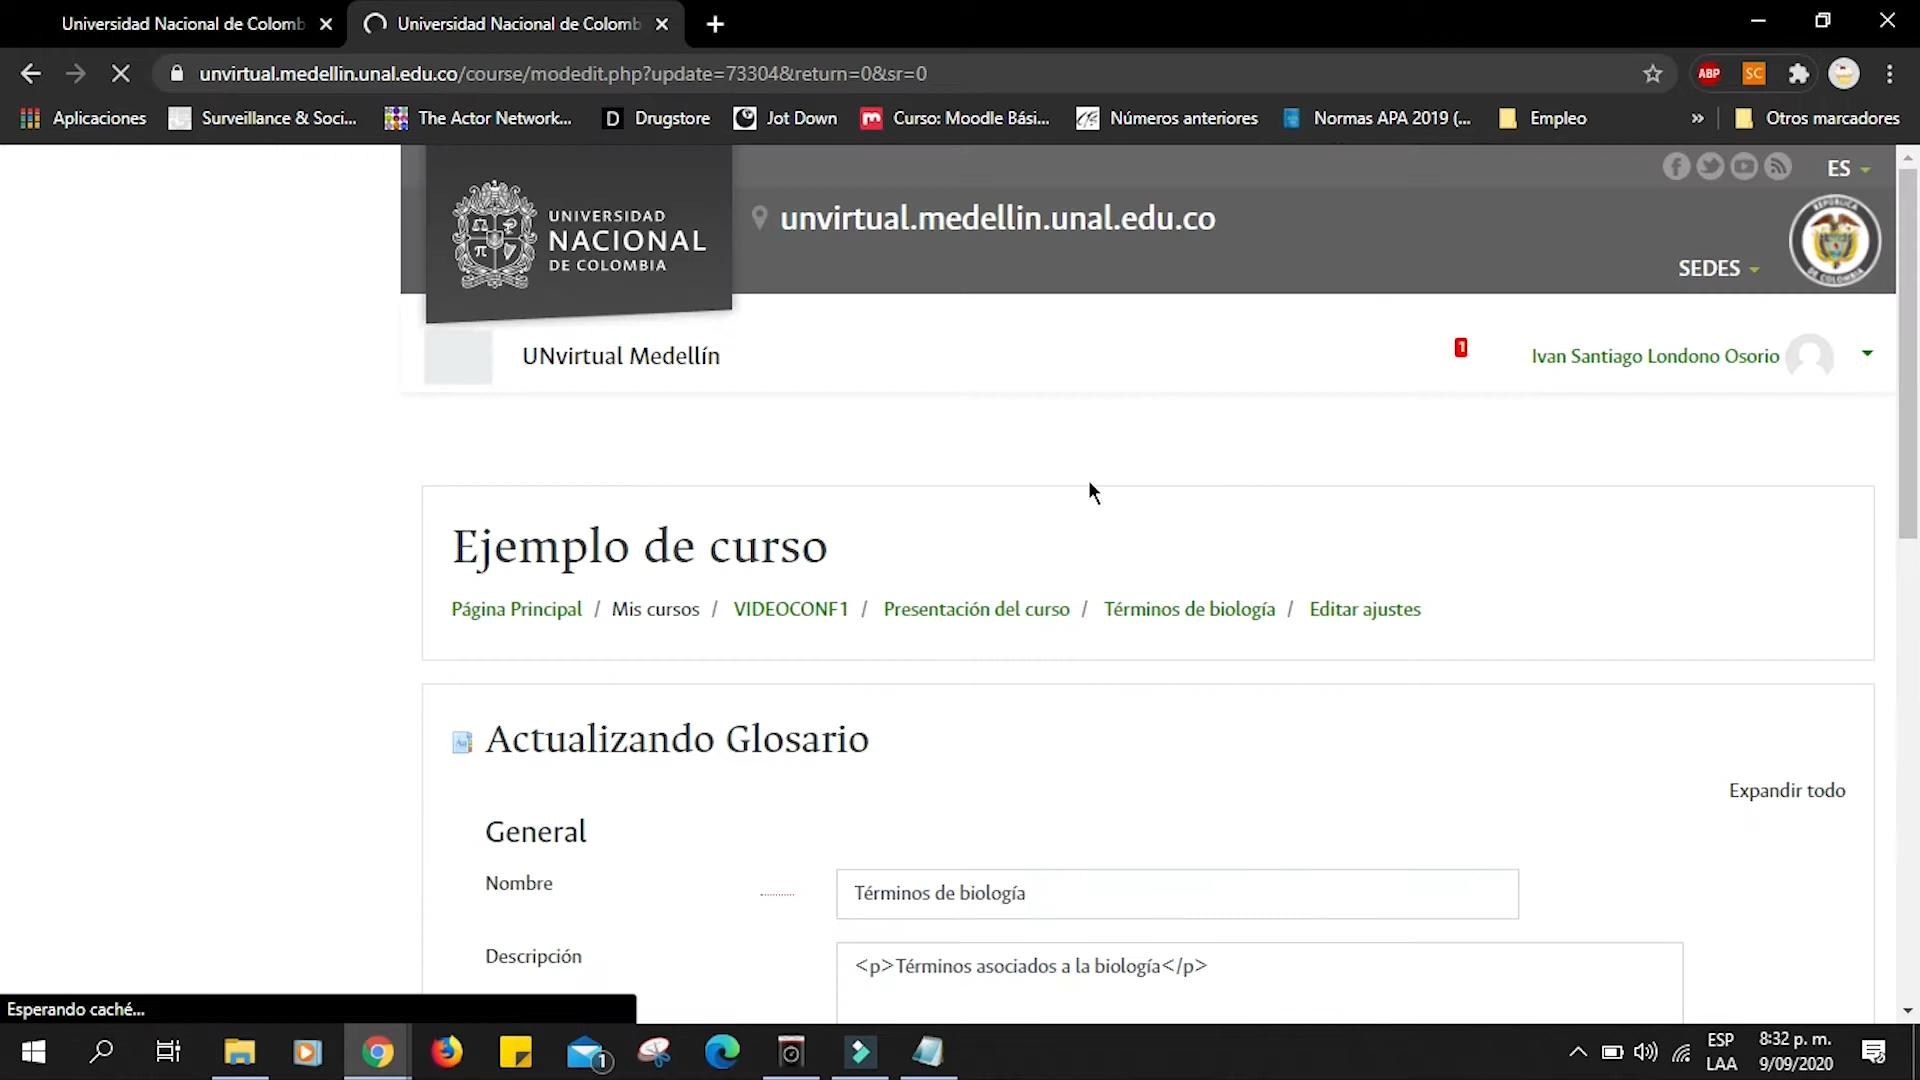 Universidad Nacional de Colomb
Universidad Nacional de Colomb
unvirtual.medellin.unal.edu.co/course/modedit.php?update=73304&return=0&sr=0
ABP
SC
Aplicaciones
Surveillance & Soci...
The Actor Network...
D
Drugstore
Jot Down
Curso: Moodle Bási...
Números anteriores
Normas APA 2019 (...
Empleo
»
Otros marcadores
ES
UNIVERSIDAD
NACIONAL
DE COLOMBIA
unvirtual.medellin.unal.edu.co
SEDES
UNvirtual Medellín
1
Ivan Santiago Londono Osorio
Ejemplo de curso
Página Principal / Mis cursos / VIDEOCONF1 / Presentación del curso / Términos de biología / Editar ajustes
Actualizando Glosario
Expandir todo
General
Nombre
Términos de biología
Descripción
<p>Términos asociados a la biología</p>
Esperando caché...
1
ESP
LAA
8:32 p. m.
9/09/2020